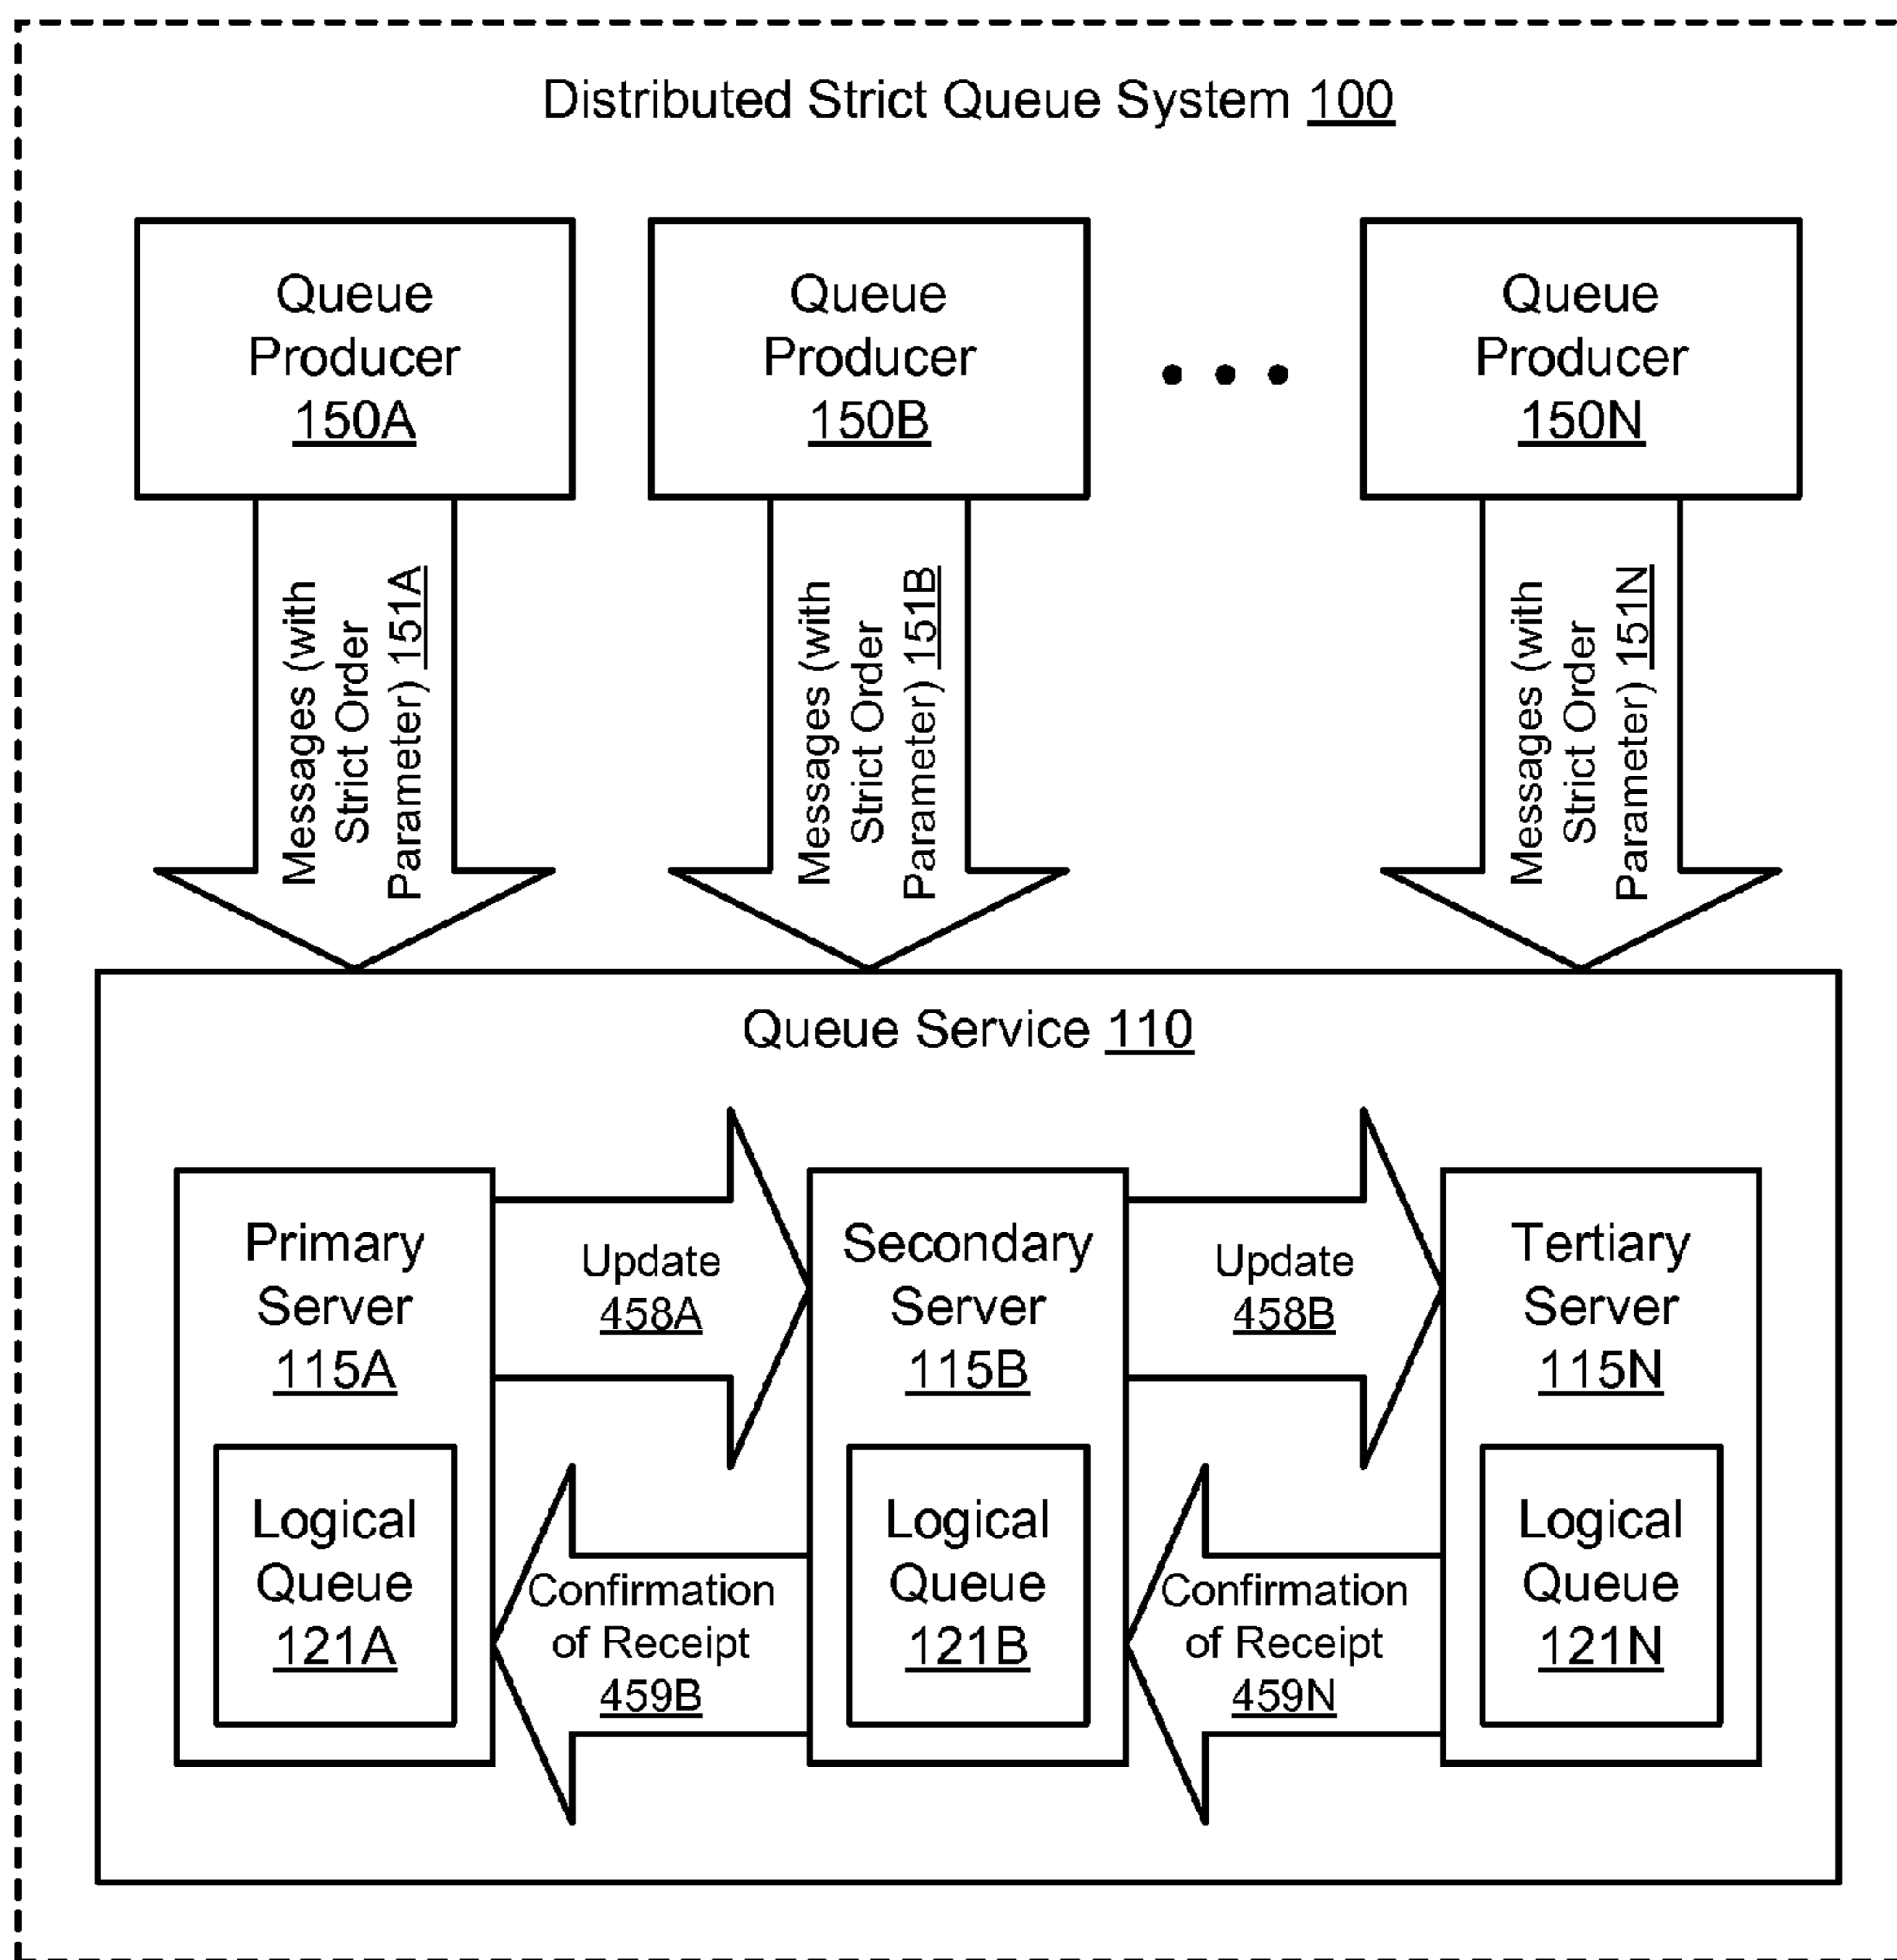 Distributed Strict Queue System 100
Queue
Producer
150A
Queue
Producer
150B
Queue
Producer
150N
Messages (with
Strict Order
Parameter) 151A
Messages (with
Strict Order
Parameter) 151B
Messages (with
Strict Order
Parameter) 151N
Queue Service 110
Primary
Server
115A
Update
458A
Secondary
Server
115B
Update
458B
Tertiary
Server
115N
Logical
Queue
121A
Confirmation
of Receipt
459B
Logical
Queue
121B
Confirmation
of Receipt
459N
Logical
Queue
121N